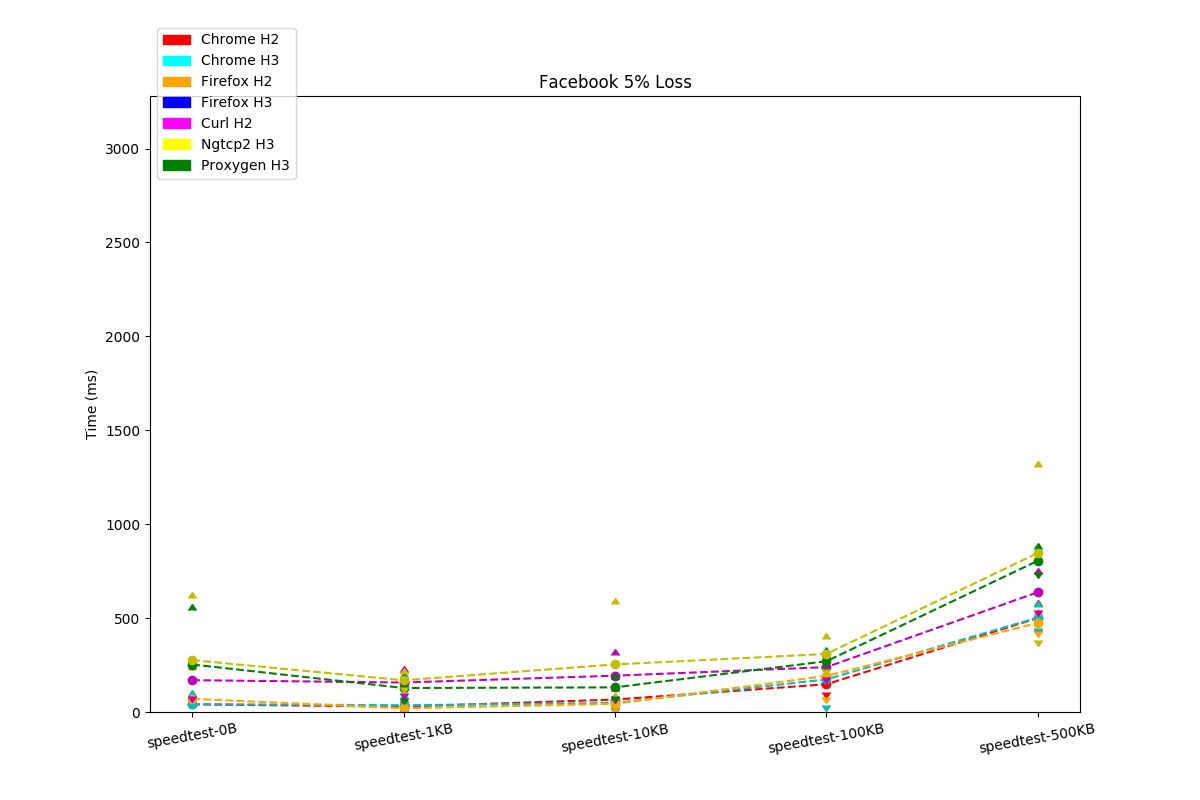 Chrome H2
Chrome H3
Firefox H2
Firefox H3
Curl H2
Ngtcp2 H3
Proxygen H3
Facebook 5% Loss
3000
2500
2000
1500
1000
500
0
Time (ms)
speedtest-0B
speedtest-1KB
speedtest-10KB
speedtest-100KB
speedtest-500KB